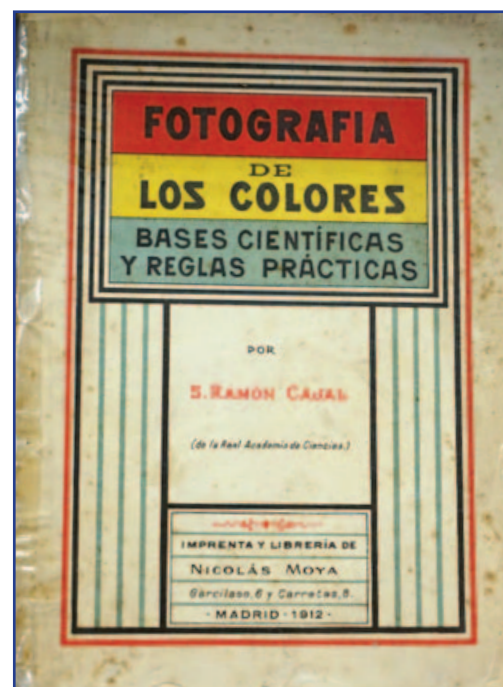 FOTOGRAFIA
DE
LOS COLORES
BASES CIENTÍFICAS
Y REGLAS PRÁCTICAS
POR
S. RAMÓN CAJAL
(de la Real Academia de Ciencias.)
IMPRENTA Y LIBRERÍA DE
NICOLÁS MOYA
Garcilaso, 6 y Carretas, 8.
- MADRID - 1912 -